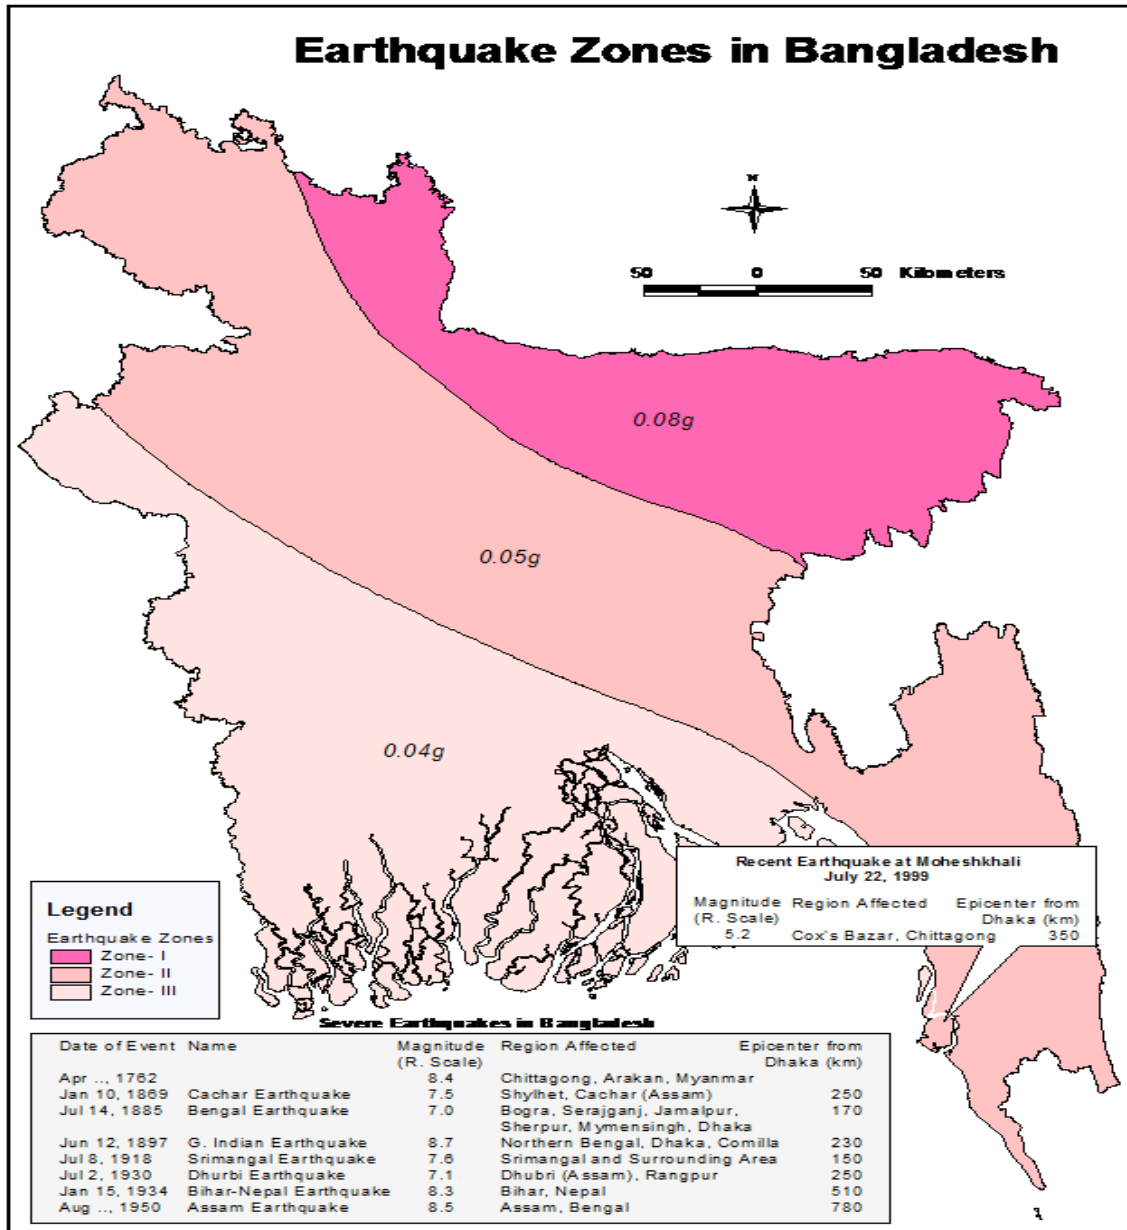 Earthquake Zones in Bangladesh
N
50 0 50 Kilometers
0.08g
0.05g
0.04g
Recent Earthquake at Moheshkhali
July 22, 1999
Magnitude Region Affected Epicenter from
(R. Scale) Dhaka (km)
5.2 Cox's Bazar, Chittagong 350
Legend
Earthquake Zones
Zone- I
Zone- II
Zone- III
Severe Earthquakes in Bangladesh
Date of Event Name Magnitude Region Affected Epicenter from
(R. Scale) Dhaka (km)
Apr .., 1762 8.4 Chittagong, Arakan, Myanmar
Jan 10, 1869 Cachar Earthquake 7.5 Shylhet, Cachar (Assam) 250
Jul 14, 1885 Bengal Earthquake 7.0 Bogra, Serajganj, Jamalpur, 170
Sherpur, Mymensingh, Dhaka
Jun 12, 1897 G. Indian Earthquake 8.7 Northern Bengal, Dhaka, Comilla 230
Jul 8, 1918 Srimangal Earthquake 7.6 Srimangal and Surrounding Area 150
Jul 2, 1930 Dhurbi Earthquake 7.1 Dhubri (Assam), Rangpur 250
Jan 15, 1934 Bihar-Nepal Earthquake 8.3 Bihar, Nepal 510
Aug .., 1950 Assam Earthquake 8.5 Assam, Bengal 780